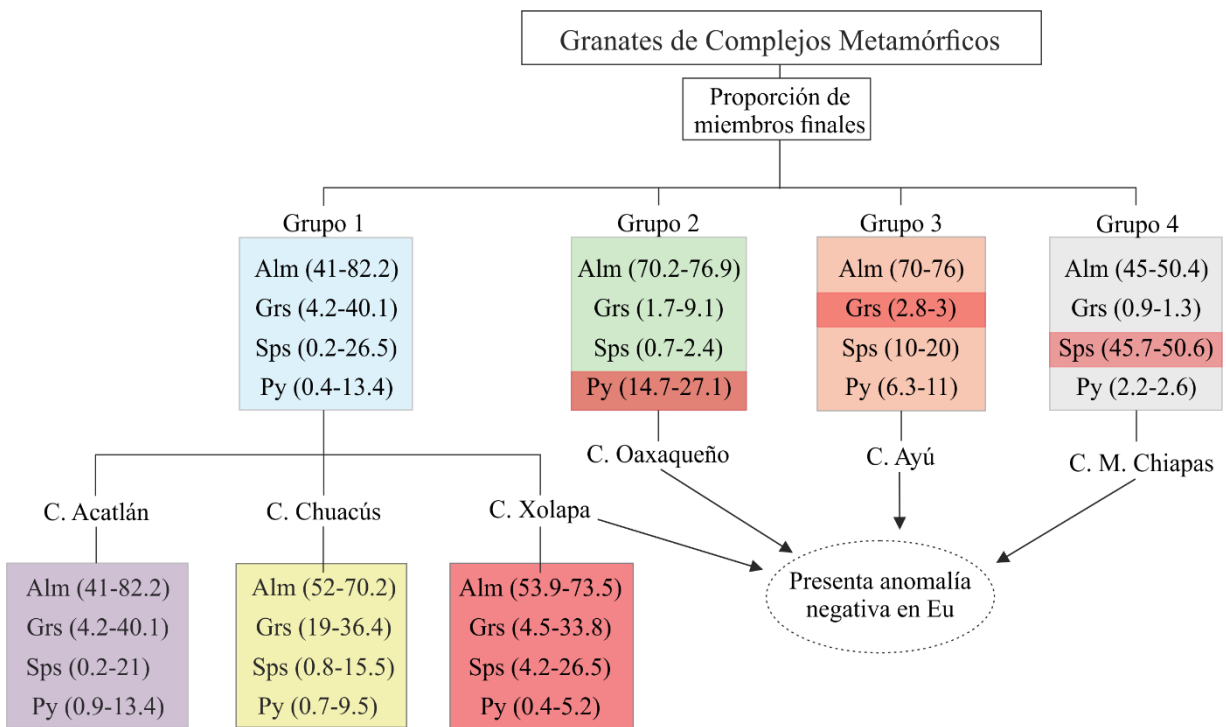 Granates de Complejos Metamórficos
Proporción de
miembros finales
Grupo 1
Alm (41-82.2)
Grs (4.2-40.1)
Sps (0.2-26.5)
Py (0.4-13.4)
Grupo 2
Alm (70.2-76.9)
Grs (1.7-9.1)
Sps (0.7-2.4)
Py (14.7-27.1)
Grupo 3
Alm (70-76)
Grs (2.8-3)
Sps (10-20)
Py (6.3-11)
Grupo 4
Alm (45-50.4)
Grs (0.9-1.3)
Sps (45.7-50.6)
Py (2.2-2.6)
C. Oaxaqueño
C. Ayú
C. M. Chiapas
C. Acatlán
C. Chuacús
C. Xolapa
Alm (41-82.2)
Grs (4.2-40.1)
Sps (0.2-21)
Py (0.9-13.4)
Alm (52-70.2)
Grs (19-36.4)
Sps (0.8-15.5)
Py (0.7-9.5)
Alm (53.9-73.5)
Grs (4.5-33.8)
Sps (4.2-26.5)
Py (0.4-5.2)
Presenta anomalía
negativa en Eu